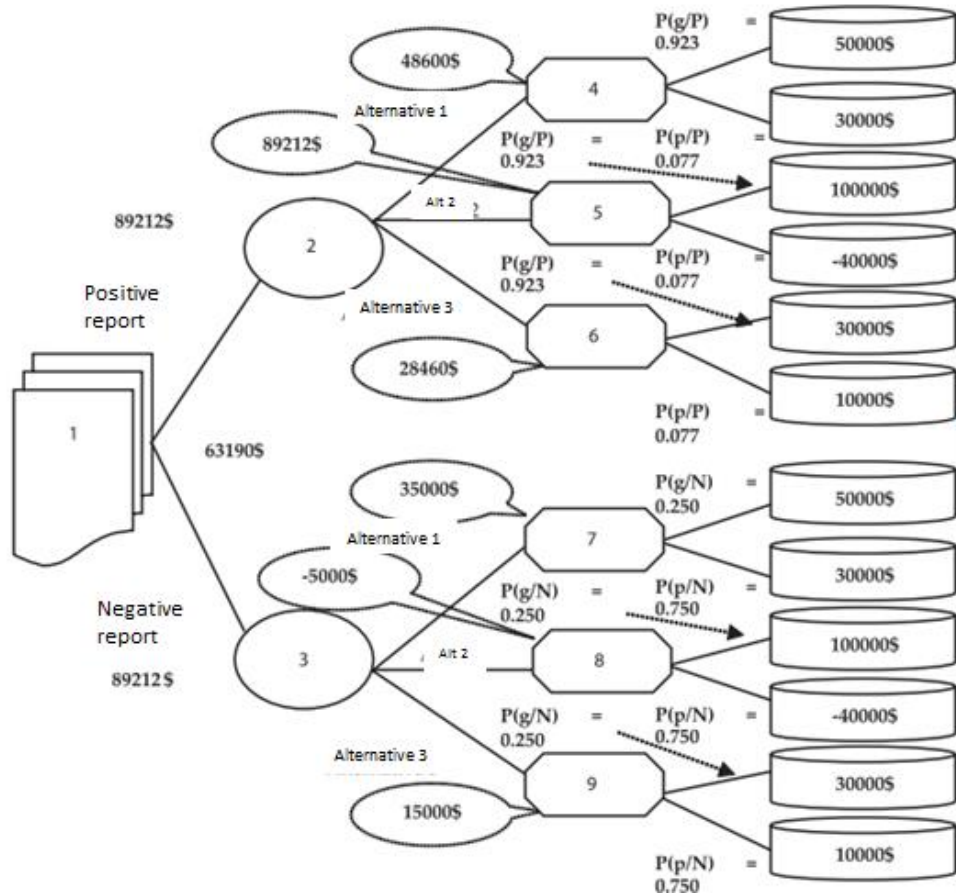 P(g/P) =
0.923
50000$
48600$
4
Alternative 1
30000$
89212$
P(g/P) = P(p/P) =
0.923 0.077
100000$
Alt 2 2
5
89212$
2
-40000$
P(g/P) = P(p/P) =
0.923 0.077
Positive
report
Alternative 3
30000$
6
28460$
10000$
P(p/P) =
0.077
1
63190$
P(g/N) =
0.250
35000$
50000$
7
Alternative 1
30000$
-5000$
P(g/N) = P(p/N) =
0.250 0.750
Negative
report
100000$
3
Alt 2
8
89212$
-40000$
P(g/N) = P(p/N) =
0.250 0.750
Alternative 3
30000$
9
15000$
10000$
P(p/N) =
0.750